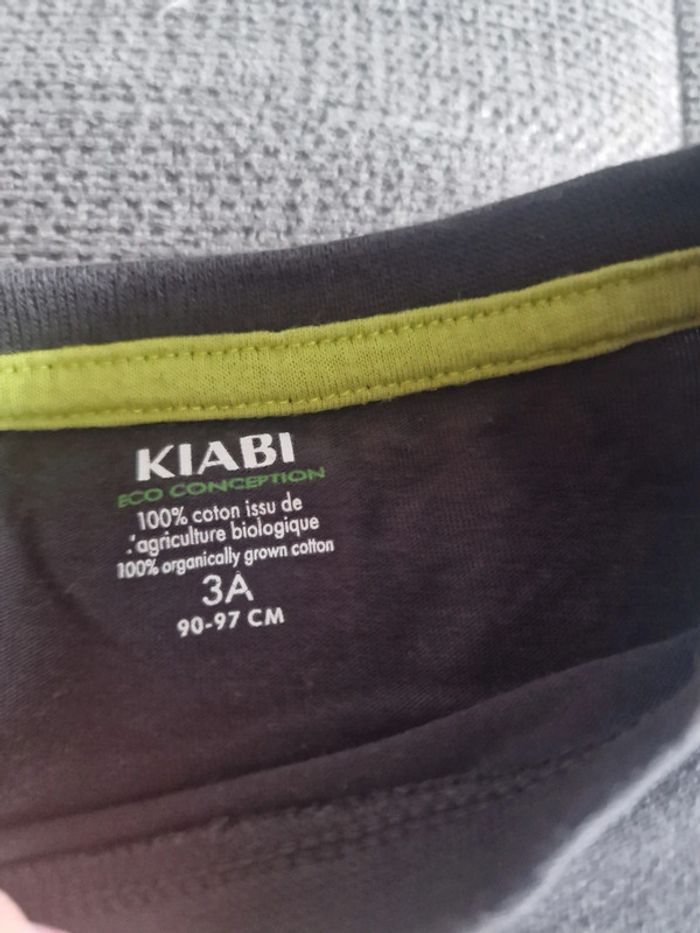 KIABI
ECO CONCEPTION
100% coton issu de
l'agriculture biologique
100% organically grown cotton
3A
90-97 CM